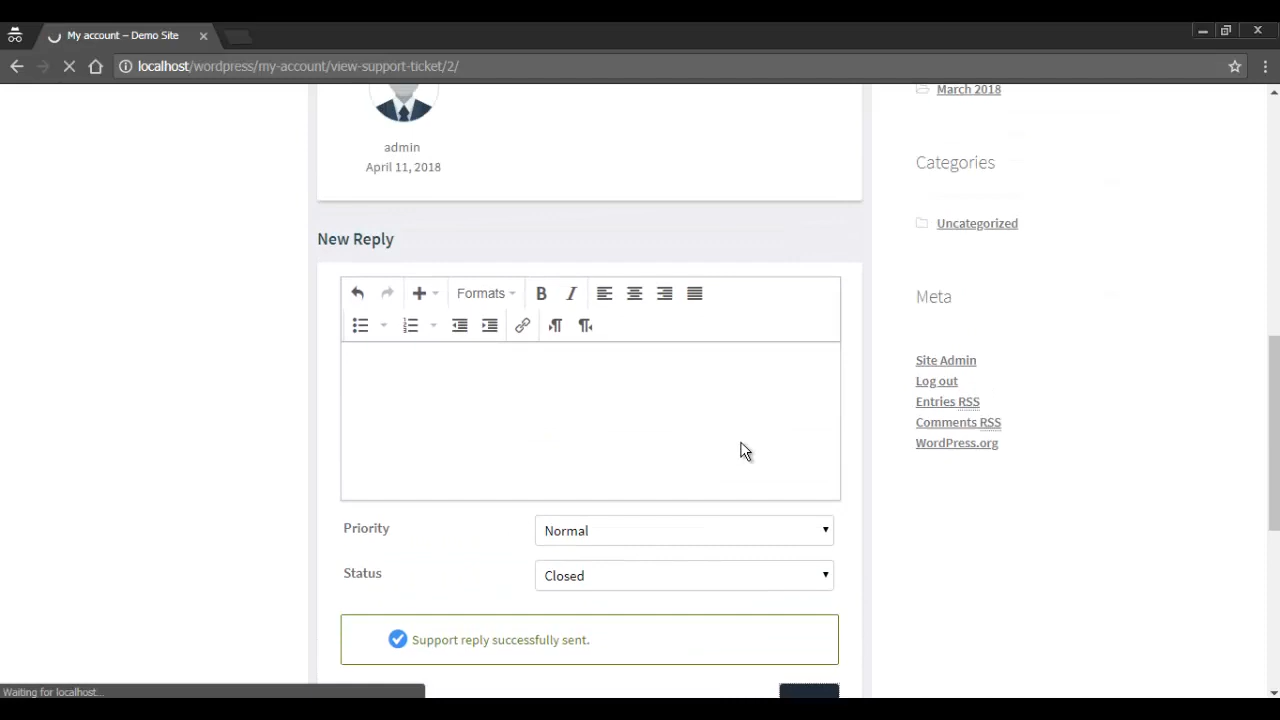 My account – Demo Site
localhost/wordpress/my-account/view-support-ticket/2/
admin
April 11, 2018
New Reply
Formats
Priority
Normal
Status
Closed
Support reply successfully sent.
March 2018
Categories
Uncategorized
Meta
Site Admin
Log out
Entries RSS
Comments RSS
WordPress.org
Waiting for localhost...